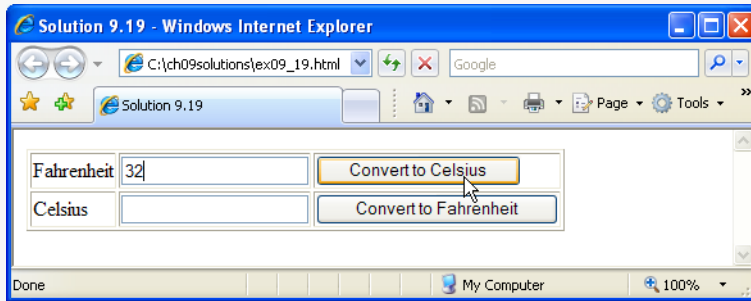 Solution 9.19 - Windows Internet Explorer
C:\ch09solutions\ex09_19.html Google
Solution 9.19 Page Tools »
Fahrenheit 32 Convert to Celsius
Celsius Convert to Fahrenheit
Done My Computer 100%